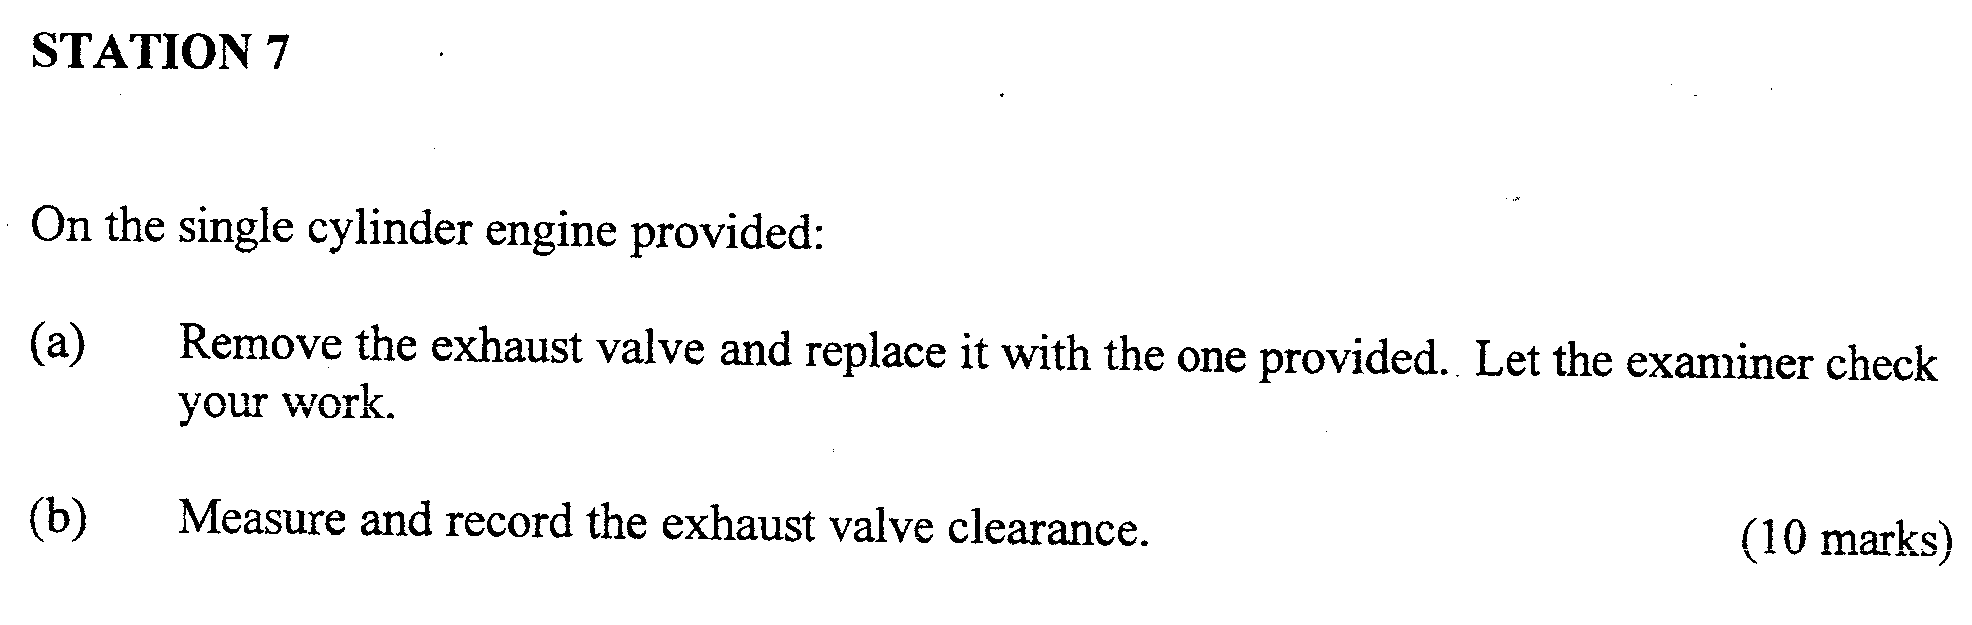 STATION 7
On the single cylinder engine provided:
(a) Remove the exhaust valve and replace it with the one provided. Let the examiner check
your work.
(b) Measure and record the exhaust valve clearance.
(10 marks)